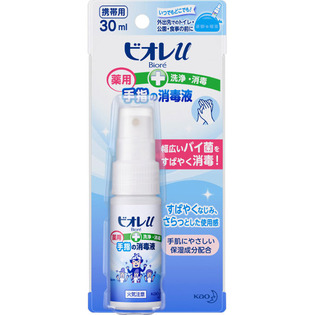 携帯用
30ml
いつでもどこでも!
外出先でのトイレ・
公園・食事の前に
ビオレu
Bioré
薬用
洗浄・消毒
手指の消毒液
幅広いバイ菌を
すばやく消毒!
すばやくなじみ、
さらっとした使用感
手肌にやさしい
保湿成分配合
ビオレu
薬用
洗浄・消毒
手指の消毒液
火気注意
Kao